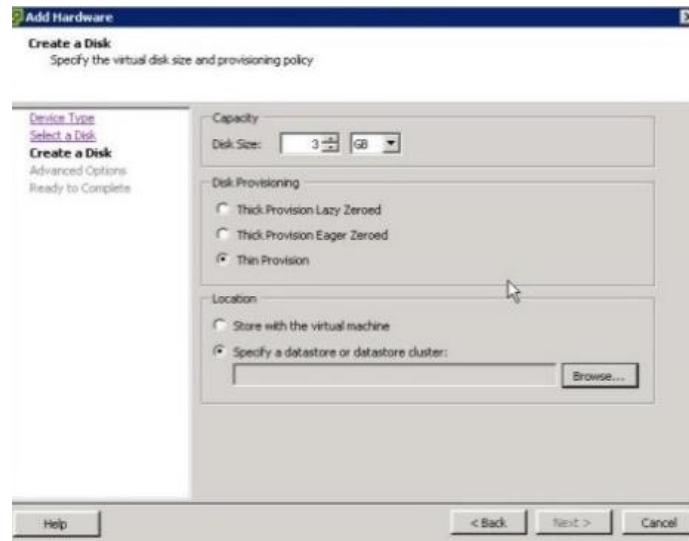 Add Hardware
Create a Disk
Specify the virtual disk size and provisioning policy
Device Type
Select a Disk
Create a Disk
Advanced Options
Ready to Complete
Capacity
Disk Size: 3 GB
Disk Provisioning
Thick Provision Lazy Zeroed
Thick Provision Eager Zeroed
Thin Provision
Location
Store with the virtual machine
Specify a datastore or datastore cluster:
Browse...
Help
< Back Next > Cancel